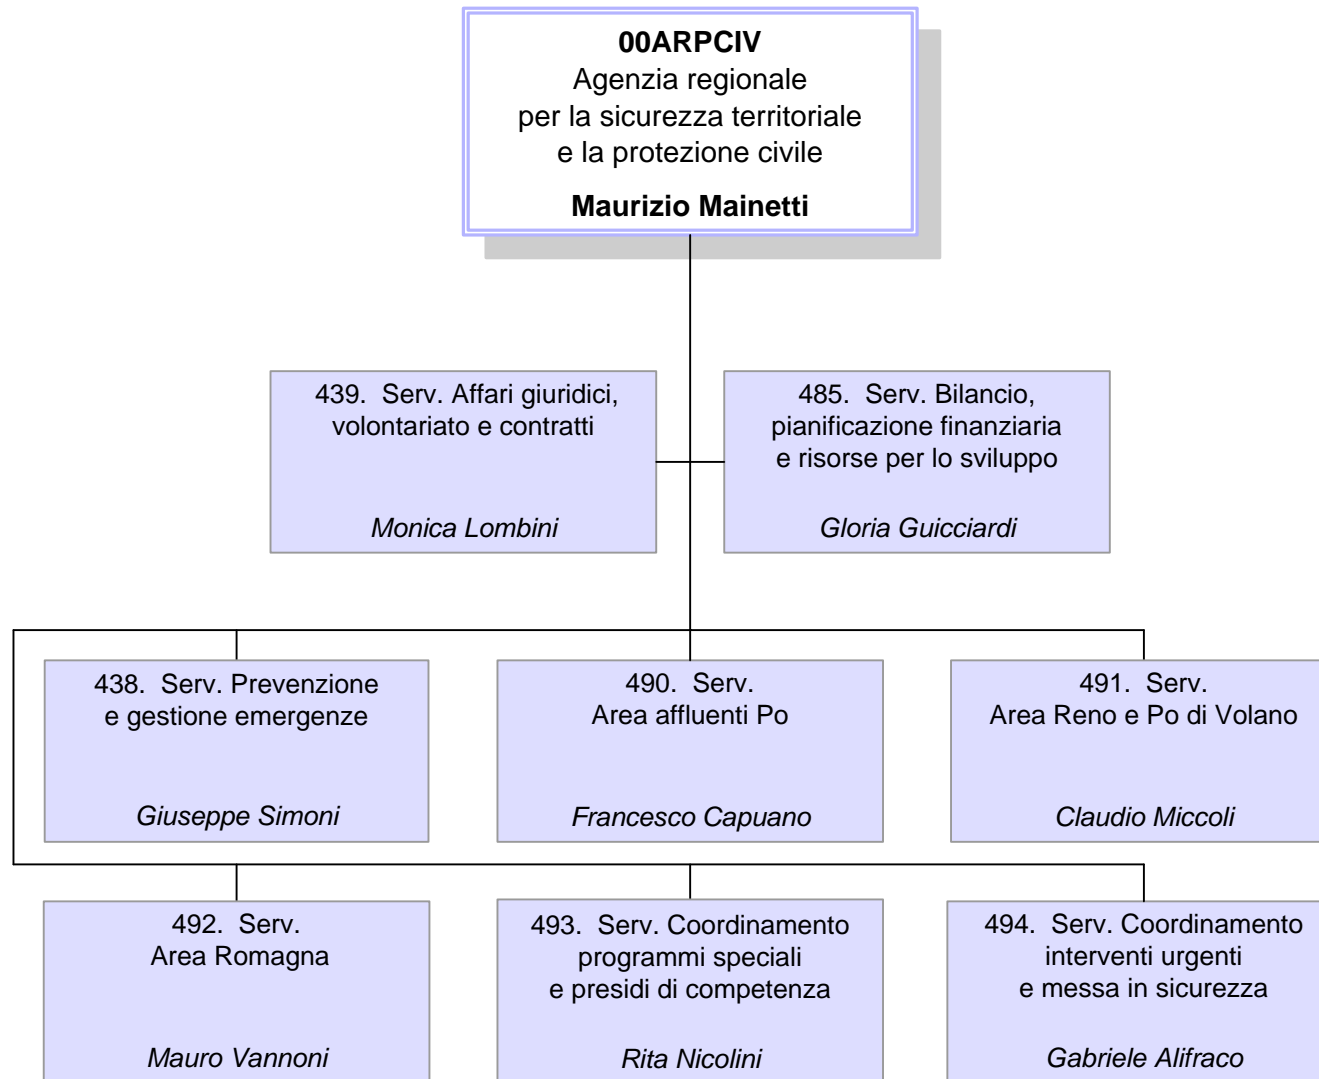 00ARPCIV
Agenzia regionale
per la sicurezza territoriale
e la protezione civile
Maurizio Mainetti
439. Serv. Affari giuridici,
volontariato e contratti
Monica Lombini
485. Serv. Bilancio,
pianificazione finanziaria
e risorse per lo sviluppo
Gloria Guicciardi
438. Serv. Prevenzione
e gestione emergenze
Giuseppe Simoni
490. Serv.
Area affluenti Po
Francesco Capuano
491. Serv.
Area Reno e Po di Volano
Claudio Miccoli
492. Serv.
Area Romagna
Mauro Vannoni
493. Serv. Coordinamento
programmi speciali
e presidi di competenza
Rita Nicolini
494. Serv. Coordinamento
interventi urgenti
e messa in sicurezza
Gabriele Alifraco